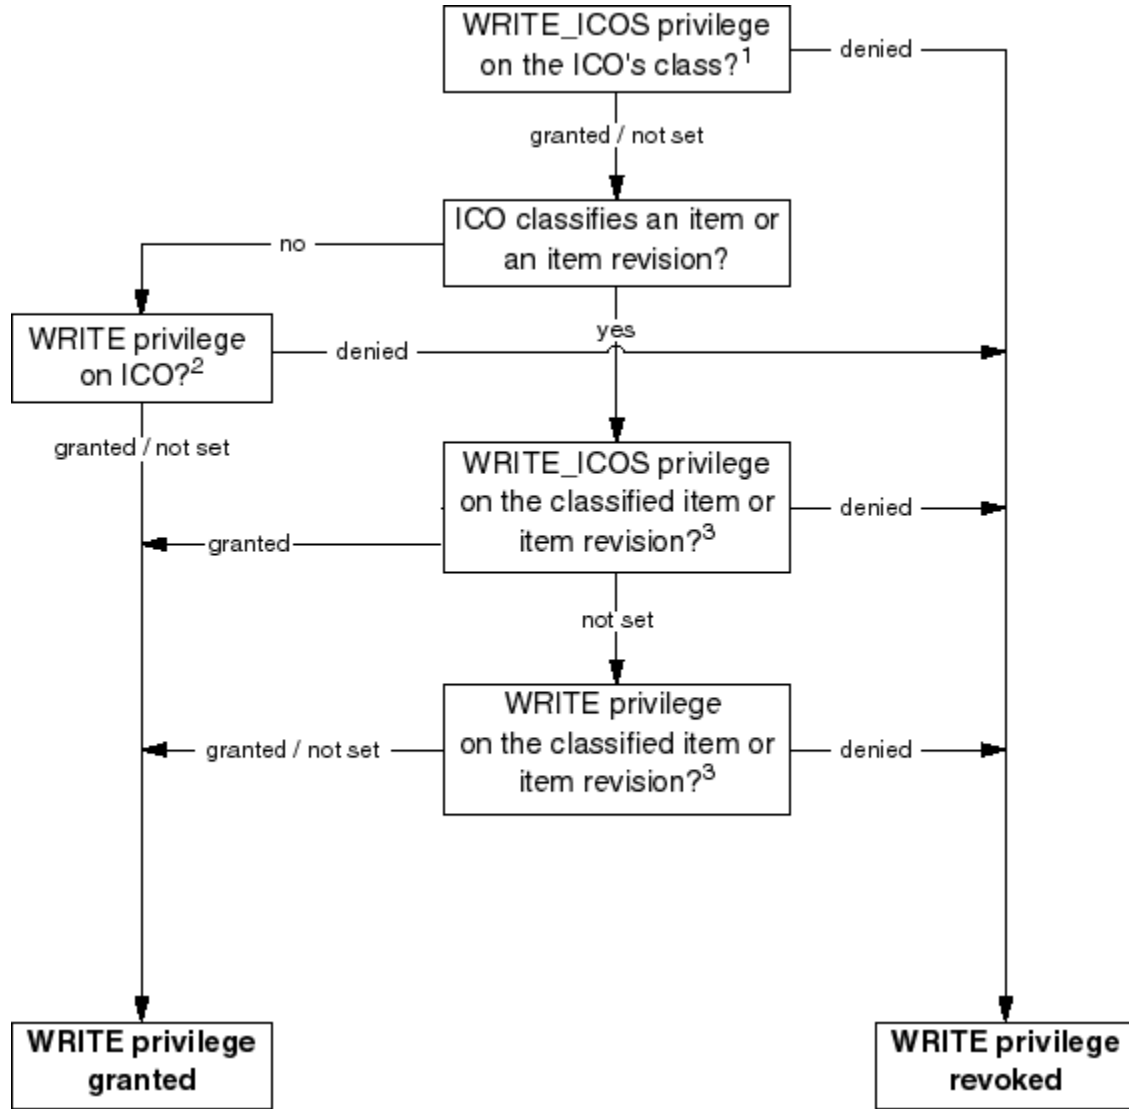 WRITE_ICOS privilege
on the ICO's class?1
denied
granted / not set
ICO classifies an item or
an item revision?
no
yes
WRITE privilege
on ICO?2
denied
granted / not set
WRITE_ICOS privilege
on the classified item or
item revision?3
denied
granted
not set
WRITE privilege
on the classified item or
item revision?3
granted / not set
denied
WRITE privilege
granted
WRITE privilege
revoked